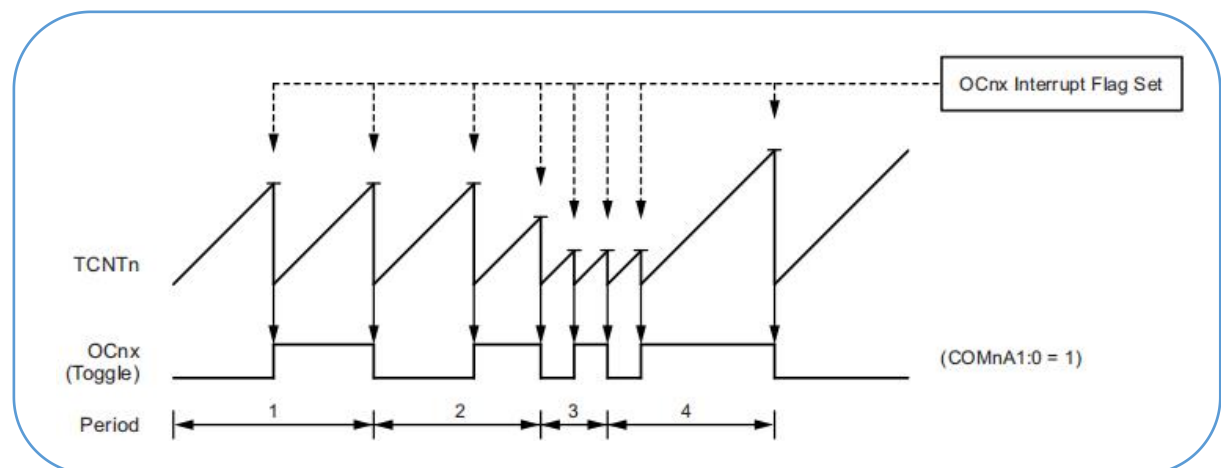 OCnx Interrupt Flag Set
TCNTn
OCnx
(Toggle)
(COMnA1:0 = 1)
Period
1
2
3
4